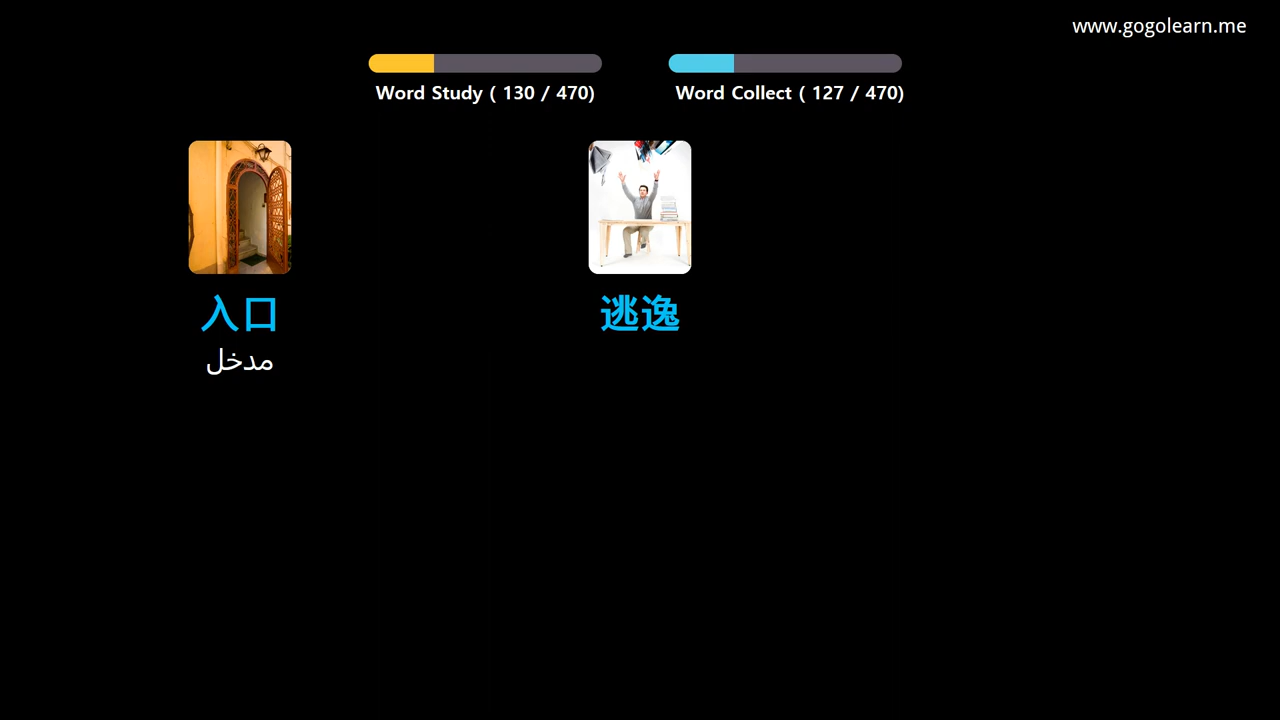 www.gogolearn.me
Word Study ( 130 / 470)
Word Collect ( 127 / 470)
入口
مدخل
逃逸